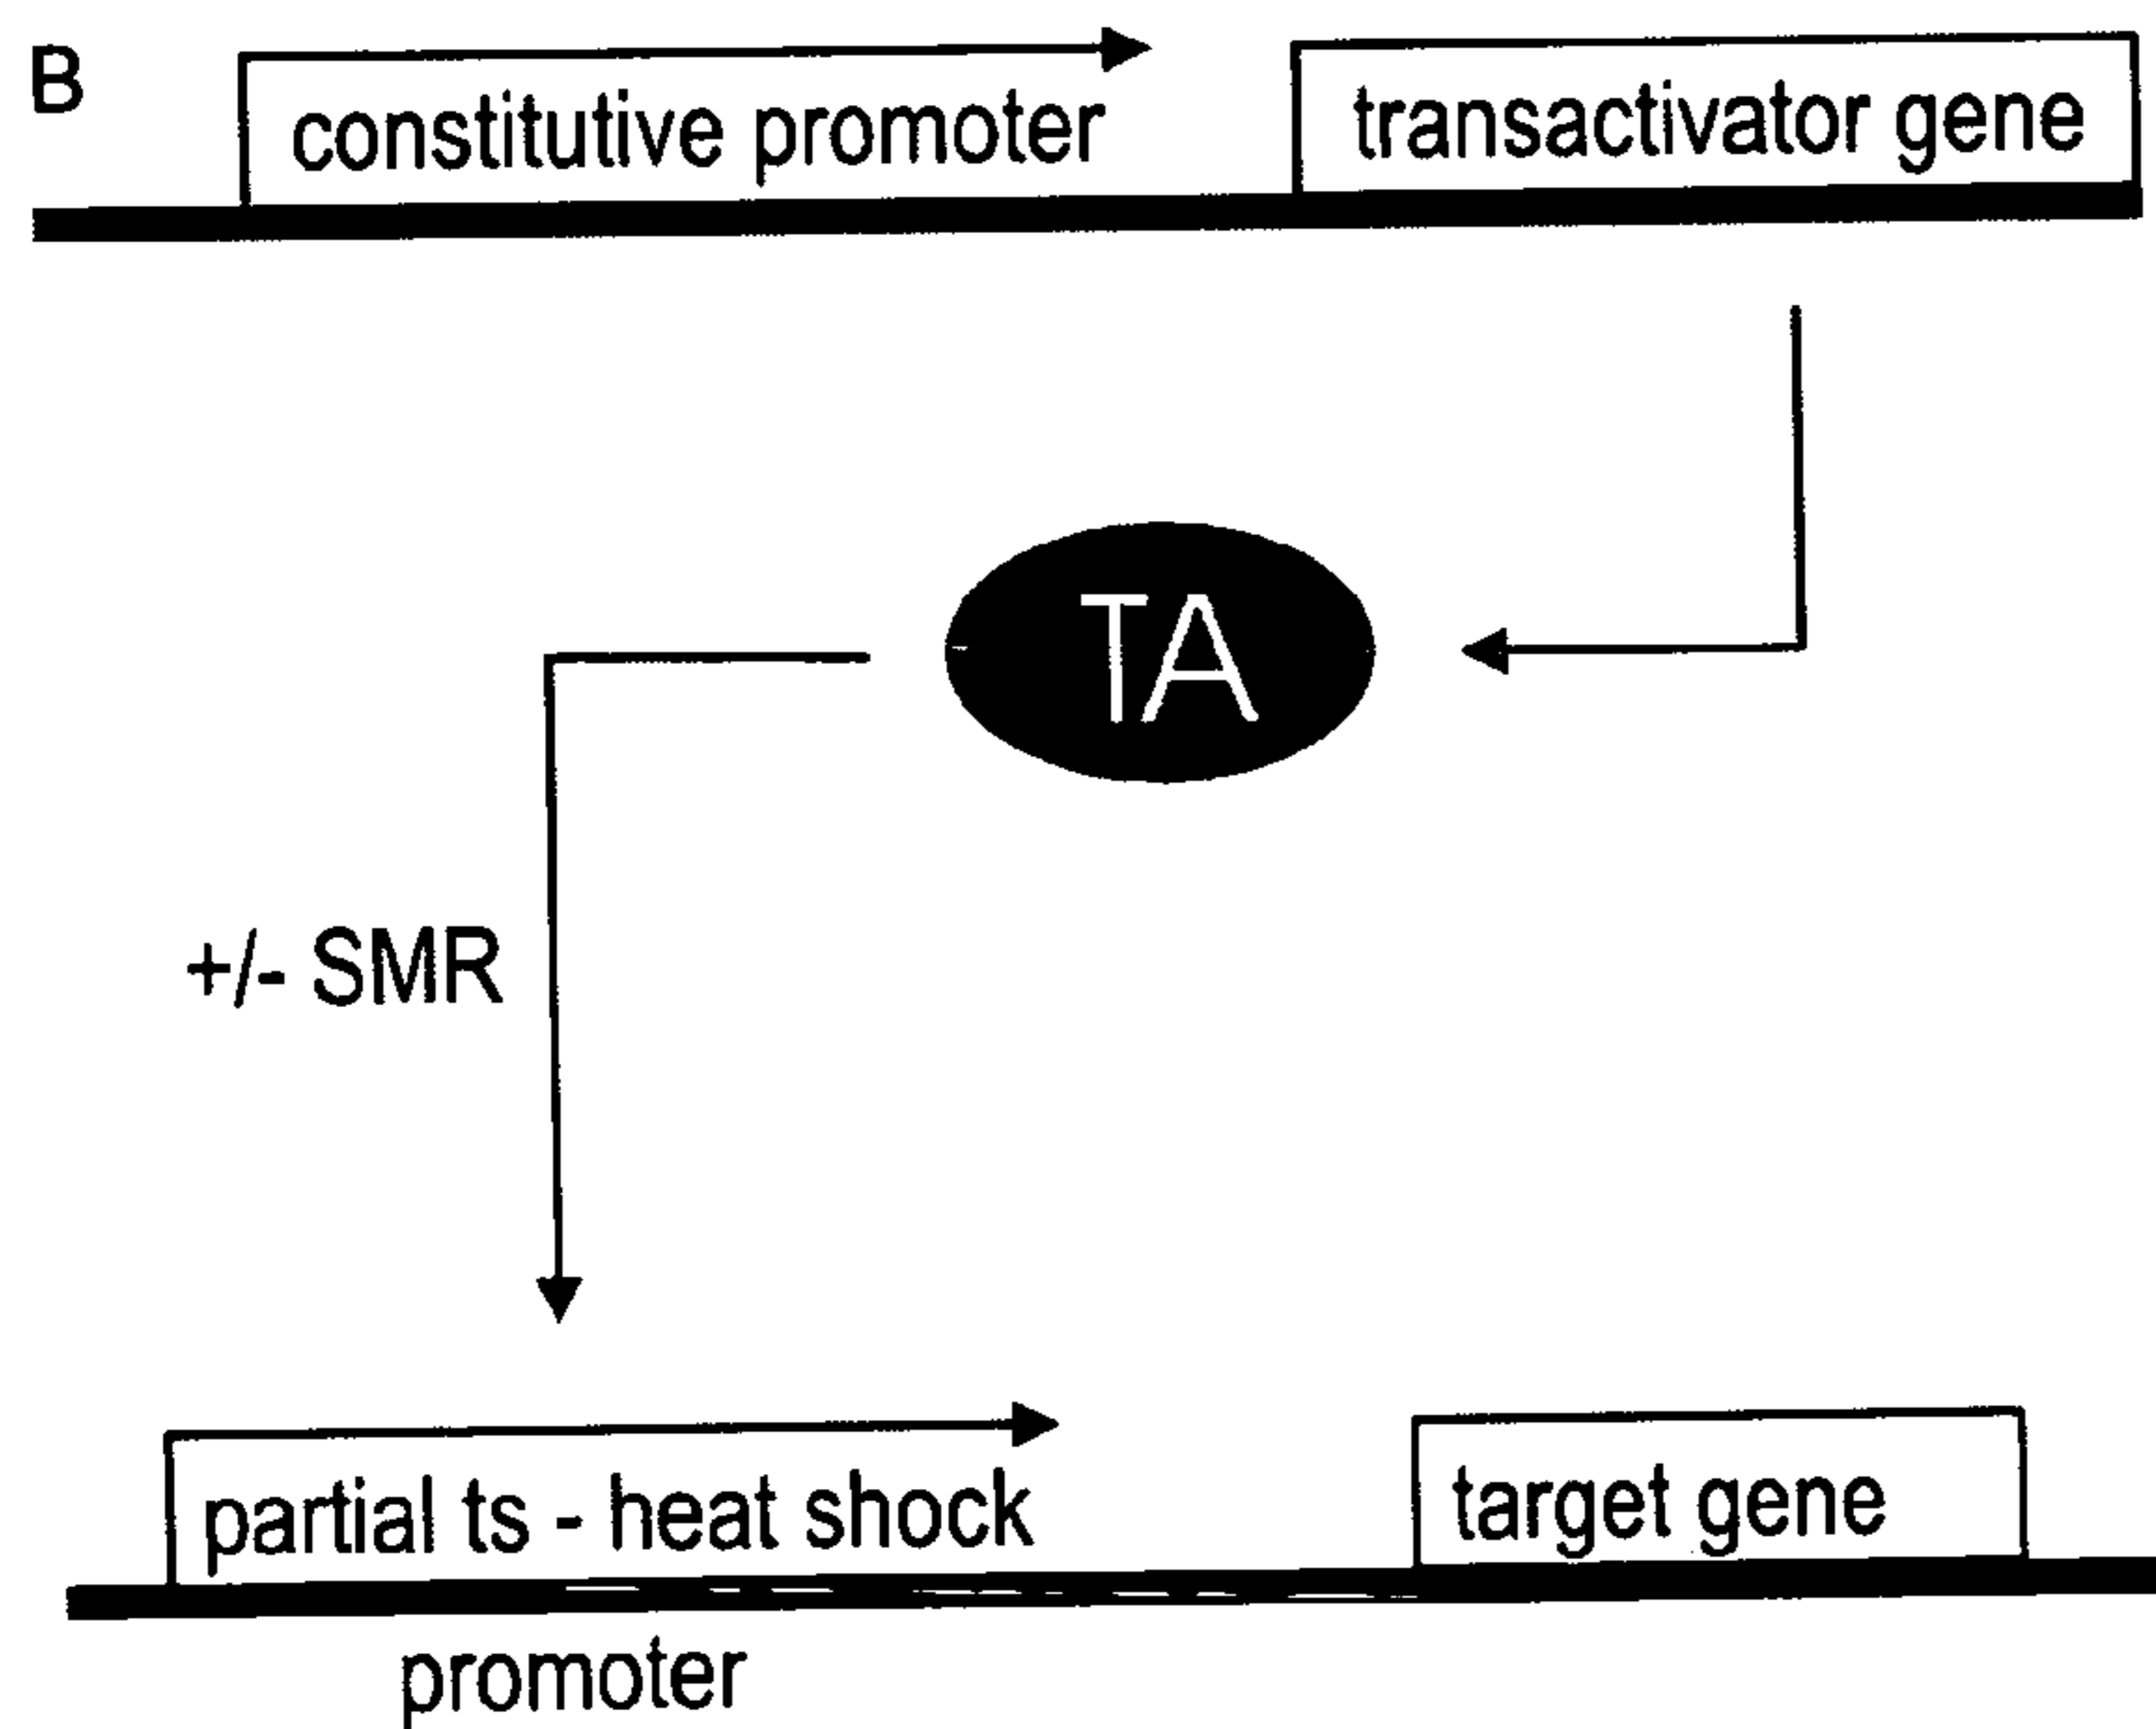 B
constitutive promoter
transactivator gene
TA
+/- SMR
partial ts - heat shock
target gene
promoter